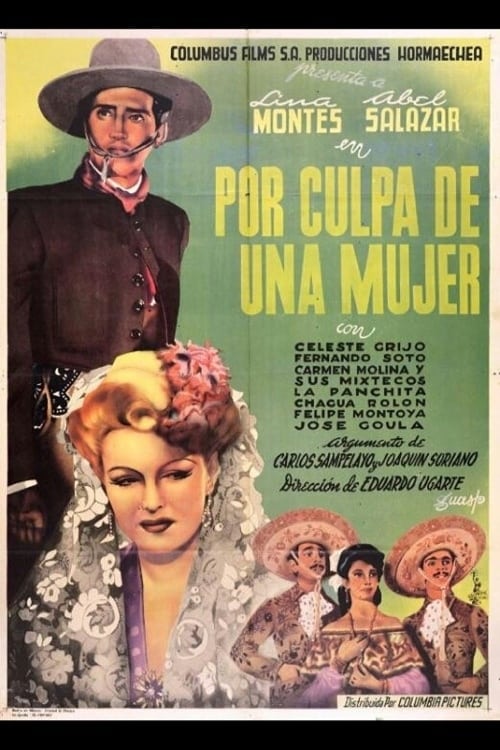 COLUMBUS FILMS S.A. PRODUCCIONES HORMAECHEA
presenta a
Lina Abel
MONTES SALAZAR
en
POR CULPA DE
UNA MUJER
con
CELESTE GRIJO
FERNANDO SOTO
CARMEN MOLINA Y
SUS MIXTECOS
LA PANCHITA
CHAGUA ROLON
FELIPE MONTOYA
JOSE GOULA
argumento de
CARLOS SAMPELAYO y JOAQUIN SORIANO
Dirección de EDUARDO UGARTE
Distribuida Por COLUMBIA PICTURES